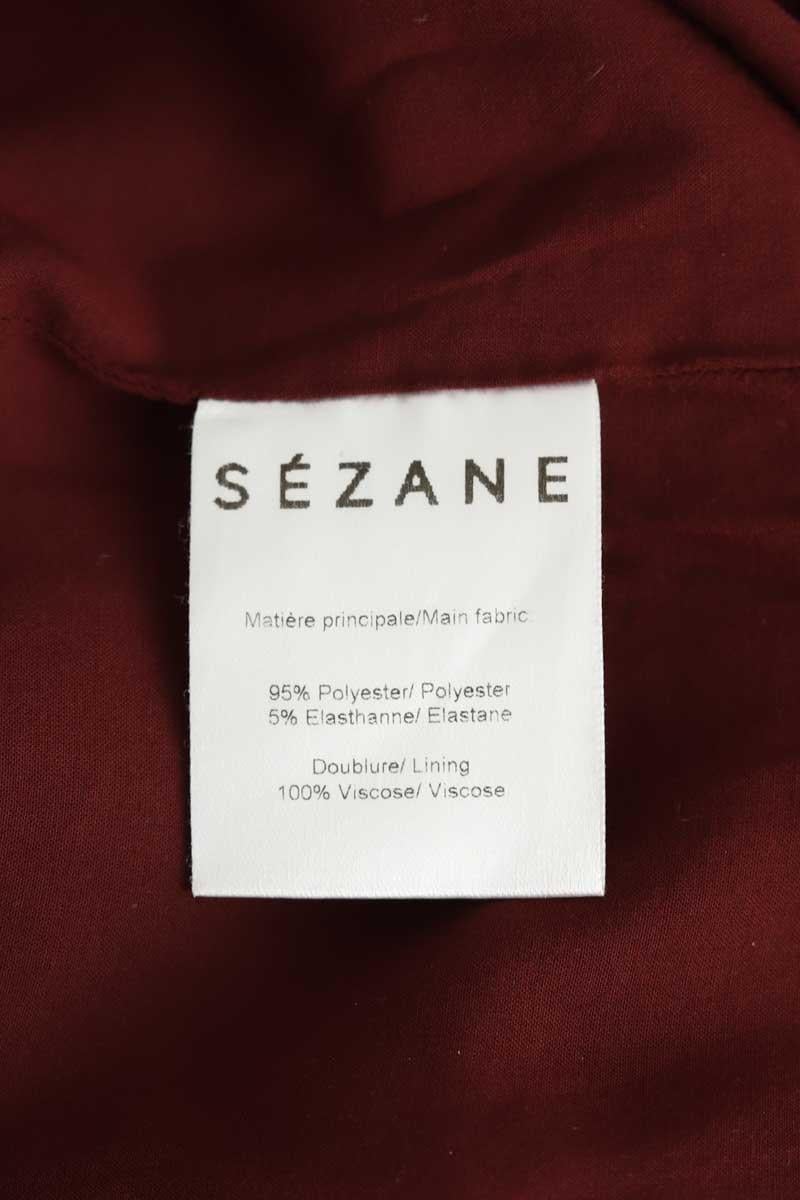 SÉZANE
Matière principale/Main fabric
95% Polyester/ Polyester
5% Elasthanne/ Elastane
Doublure/ Lining
100% Viscose/ Viscose